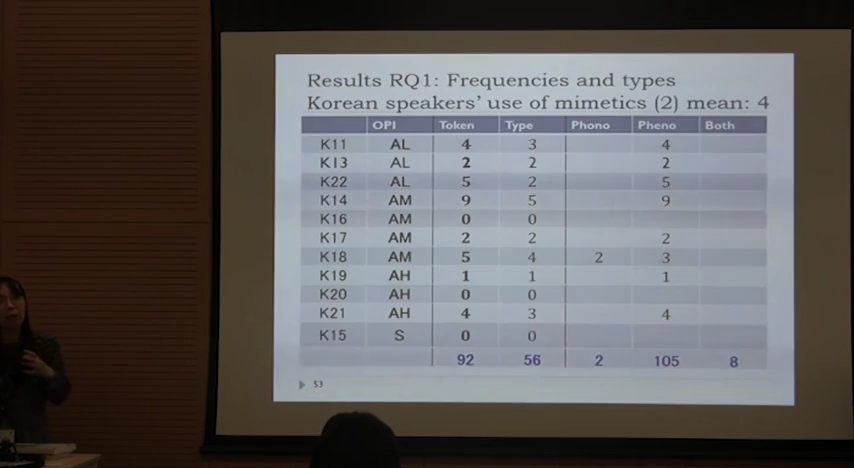 Results RQ1: Frequencies and types
Korean speakers' use of mimetics (2) mean: 4
OPI Token Type Phono Pheno Both
K11 AL 4 3 4
K13 AL 2 2 2
K22 AL 5 2 5
K14 AM 9 5 9
K16 AM 0 0
K17 AM 2 2 2
K18 AM 5 4 2 3
K19 AH 1 1 1
K20 AH 0 0
K21 AH 4 3 4
K15 S 0 0
92 56 2 105 8
53